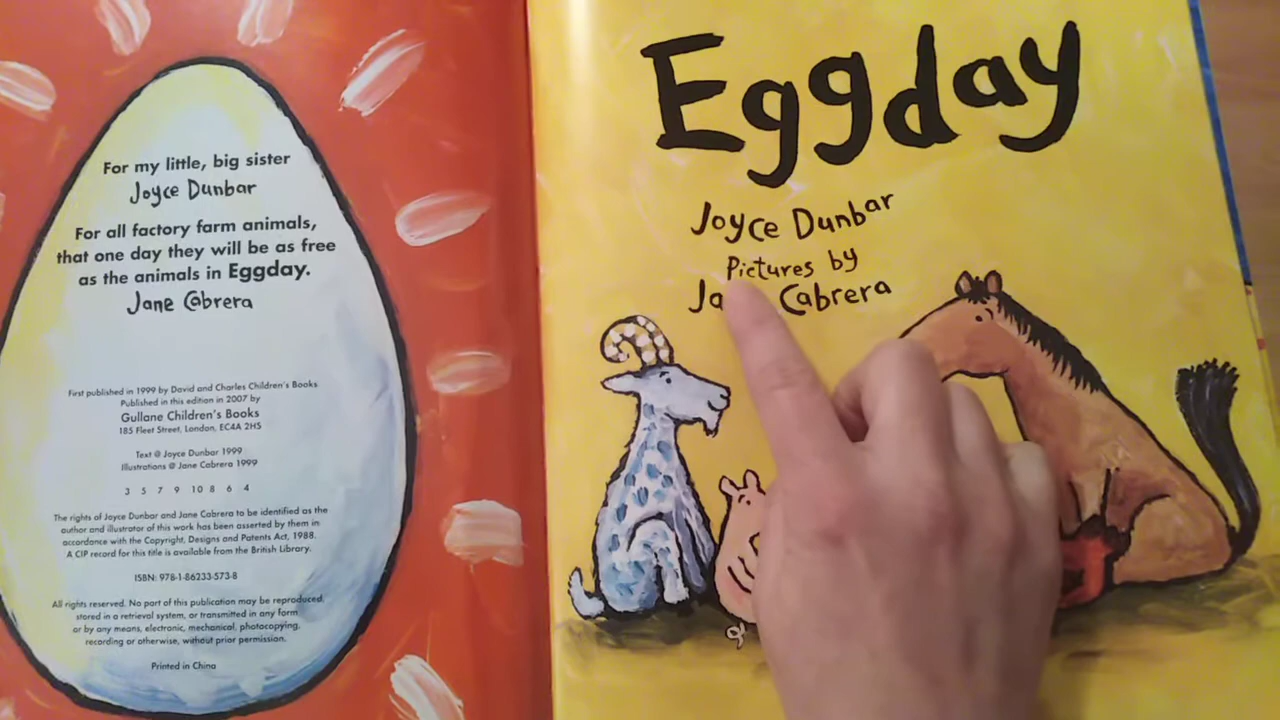 For my little, big sister
Joyce Dunbar
For all factory farm animals,
that one day they will be as free
as the animals in Eggday.
Jane Cabrera
First published in 1999 by David and Charles Children's Books
Published in this edition in 2007 by
Gullane Children's Books
185 Fleet Street, London, EC4A 2HS
Text @ Joyce Dunbar 1999
Illustrations @ Jane Cabrera 1999
3 5 7 9 10 8 6 4
The rights of Joyce Dunbar and Jane Cabrera to be identified as the
author and illustrator of this work has been asserted by them in
accordance with the Copyright, Designs and Patents Act, 1988.
A CIP record for this title is available from the British Library.
ISBN: 978-1-86233-573-8
All rights reserved. No part of this publication may be reproduced,
stored in a retrieval system, or transmitted in any form
or by any means, electronic, mechanical, photocopying,
recording or otherwise, without prior permission.
Printed in China
Eggday
Joyce Dunbar
Pictures by
Ja Cabrera